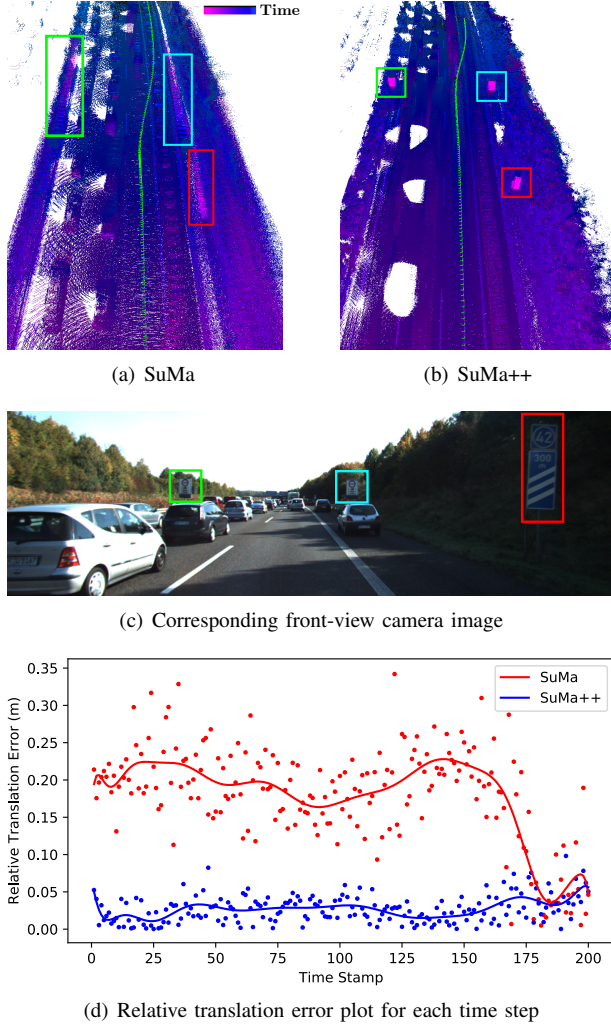 Time
(a) SuMa
(b) SuMa++
42
300
m
(c) Corresponding front-view camera image
Relative Translation Error (m)
0.35
0.30
0.25
0.20
0.15
0.10
0.05
0.00
SuMa
SuMa++
0 25 50 75 100 125 150 175 200
Time Stamp
(d) Relative translation error plot for each time step